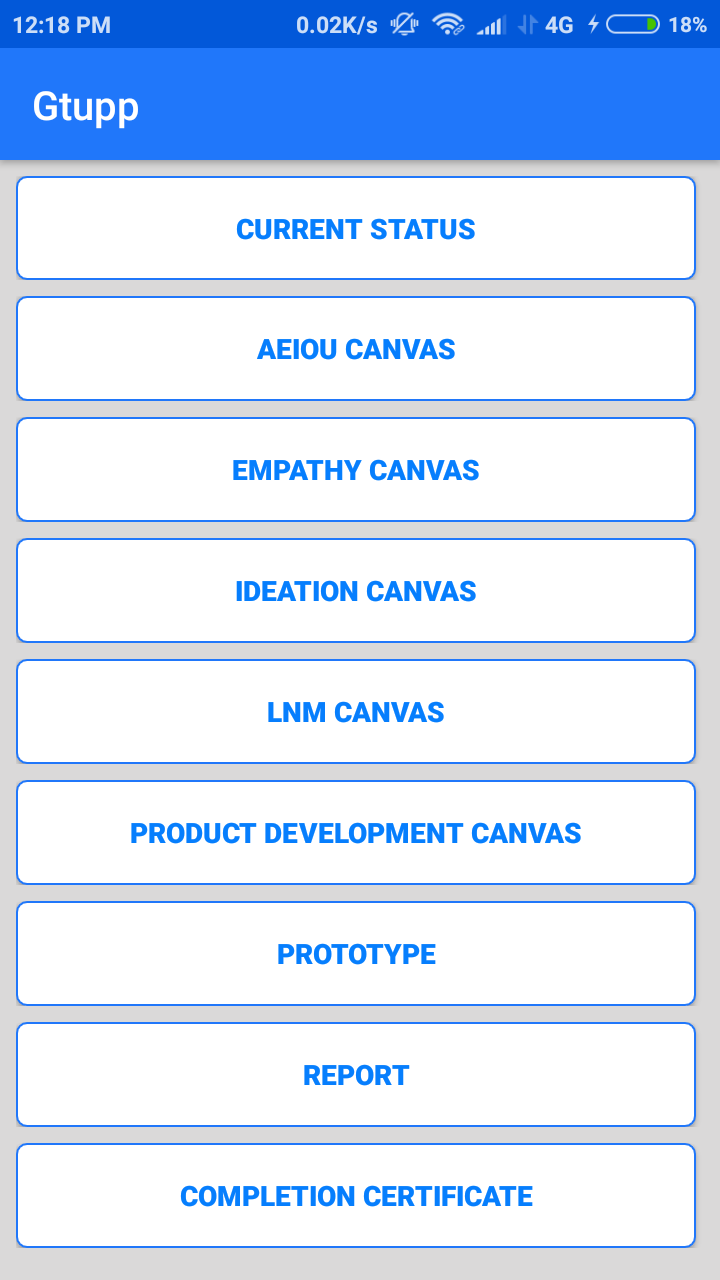 12:18 PM 0.02K/s 4G 18%
Gtupp
CURRENT STATUS
AEIOU CANVAS
EMPATHY CANVAS
IDEATION CANVAS
LNM CANVAS
PRODUCT DEVELOPMENT CANVAS
PROTOTYPE
REPORT
COMPLETION CERTIFICATE